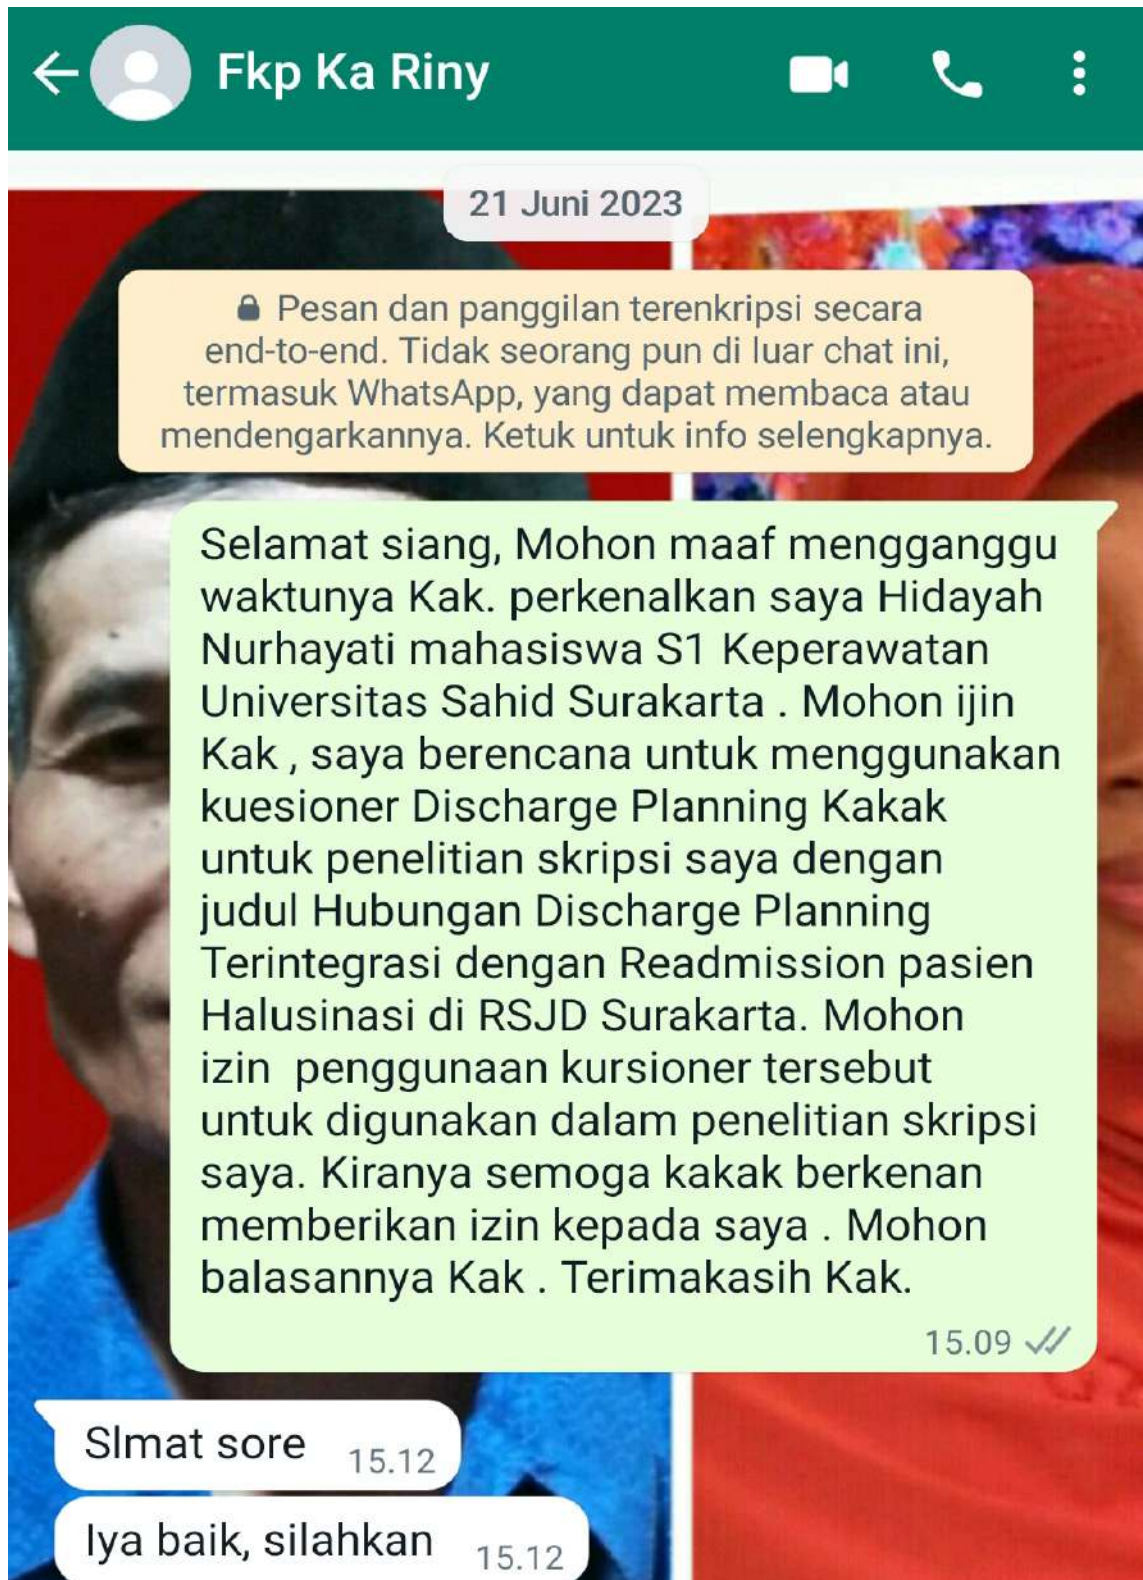 Fkp Ka Riny
21 Juni 2023
Pesan dan panggilan terenkripsi secara
end-to-end. Tidak seorang pun di luar chat ini,
termasuk WhatsApp, yang dapat membaca atau
mendengarkannya. Ketuk untuk info selengkapnya.
Selamat siang, Mohon maaf mengganggu
waktunya Kak. perkenalkan saya Hidayah
Nurhayati mahasiswa S1 Keperawatan
Universitas Sahid Surakarta . Mohon ijin
Kak , saya berencana untuk menggunakan
kuesioner Discharge Planning Kakak
untuk penelitian skripsi saya dengan
judul Hubungan Discharge Planning
Terintegrasi dengan Readmission pasien
Halusinasi di RSJD Surakarta. Mohon
izin  penggunaan kursioner tersebut
untuk digunakan dalam penelitian skripsi
saya. Kiranya semoga kakak berkenan
memberikan izin kepada saya . Mohon
balasannya Kak . Terimakasih Kak.
15.09
Slmat sore 15.12
Iya baik, silahkan 15.12